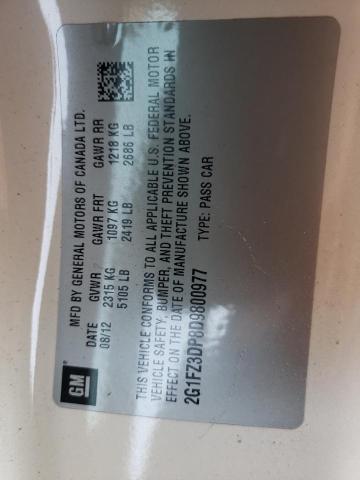 GM
MFD BY GENERAL MOTORS OF CANADA LTD.
DATE GVWR GAWR FRT GAWR RR
08/12 2315 KG 1097 KG 1218 KG
5105 LB 2419 LB 2686 LB
THIS VEHICLE CONFORMS TO ALL APPLICABLE U.S. FEDERAL MOTOR
VEHICLE SAFETY, BUMPER, AND THEFT PREVENTION STANDARDS IN
EFFECT ON THE DATE OF MANUFACTURE SHOWN ABOVE.
2G1FZ3DP8D9800977 TYPE: PASS CAR